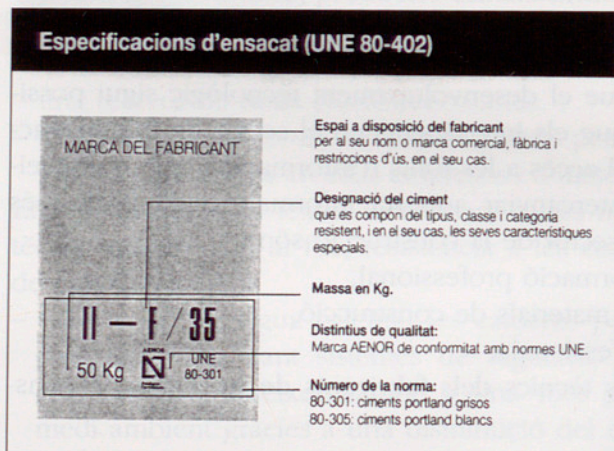 Especificacions d'ensacat (UNE 80-402)
MARCA DEL FABRICANT
II – F/35
50 Kg
AENOR
UNE
80-301
Espai a disposició del fabricant
per al seu nom o marca comercial, fàbrica i
restriccions d'ús, en el seu cas.
Designació del ciment
que es compon del tipus, classe i categoria
resistent, i en el seu cas, les seves característiques
especials.
Massa en Kg.
Distintius de qualitat:
Marca AENOR de conformitat amb normes UNE.
Número de la norma:
80-301: ciments portland grisos
80-305: ciments portland blancs